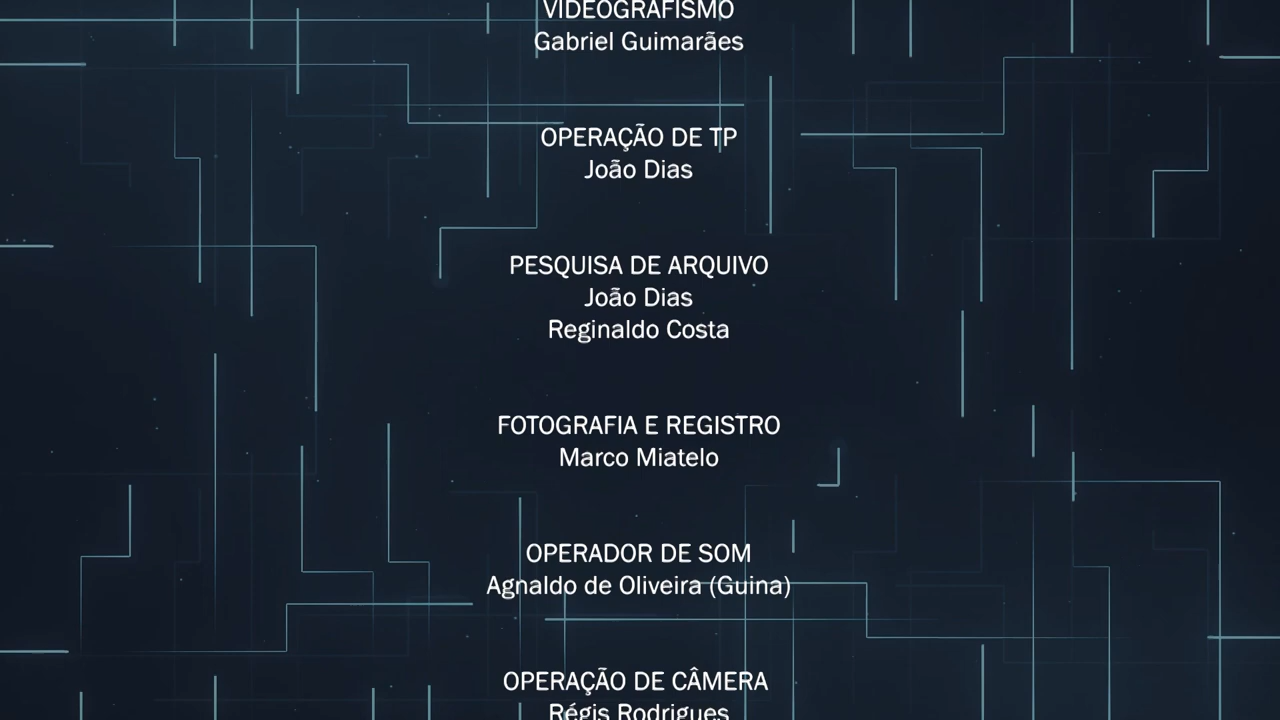 VIDEOGRAFISMO
Gabriel Guimarães
OPERAÇÃO DE TP
João Dias
PESQUISA DE ARQUIVO
João Dias
Reginaldo Costa
FOTOGRAFIA E REGISTRO
Marco Miatelo
OPERADOR DE SOM
Agnaldo de Oliveira (Guina)
OPERAÇÃO DE CÂMERA
Régis Rodrigues